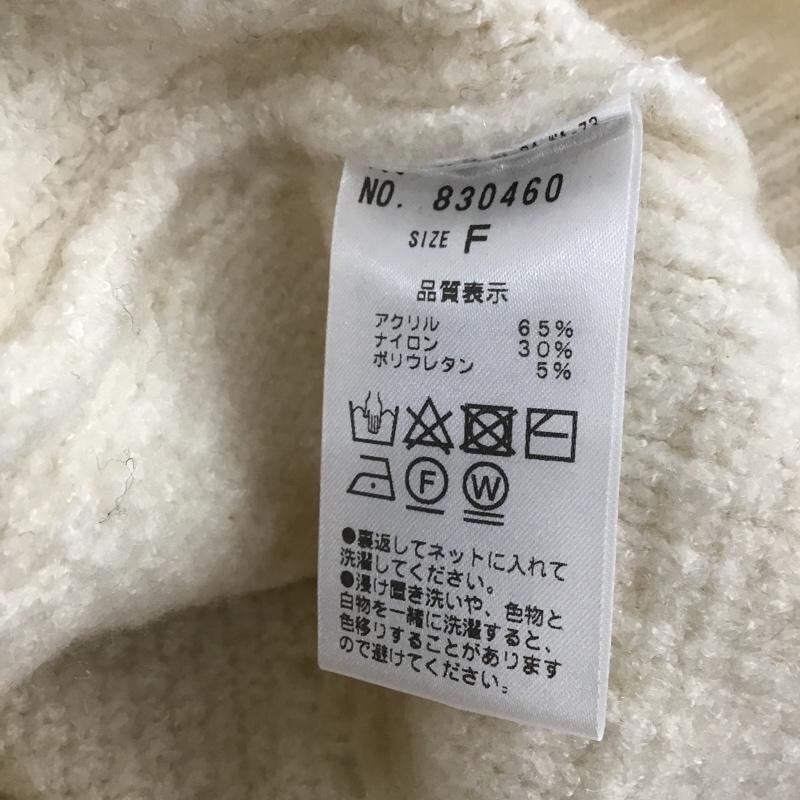 NO. 830460
SIZE F
品質表示
アクリル 65%
ナイロン 30%
ポリウレタン 5%
F W
●裏返してネットに入れて
洗濯してください。
●浸け置き洗いや、色物と
白物を一緒に洗濯すると、
色移りすることがあります
ので避けてください。